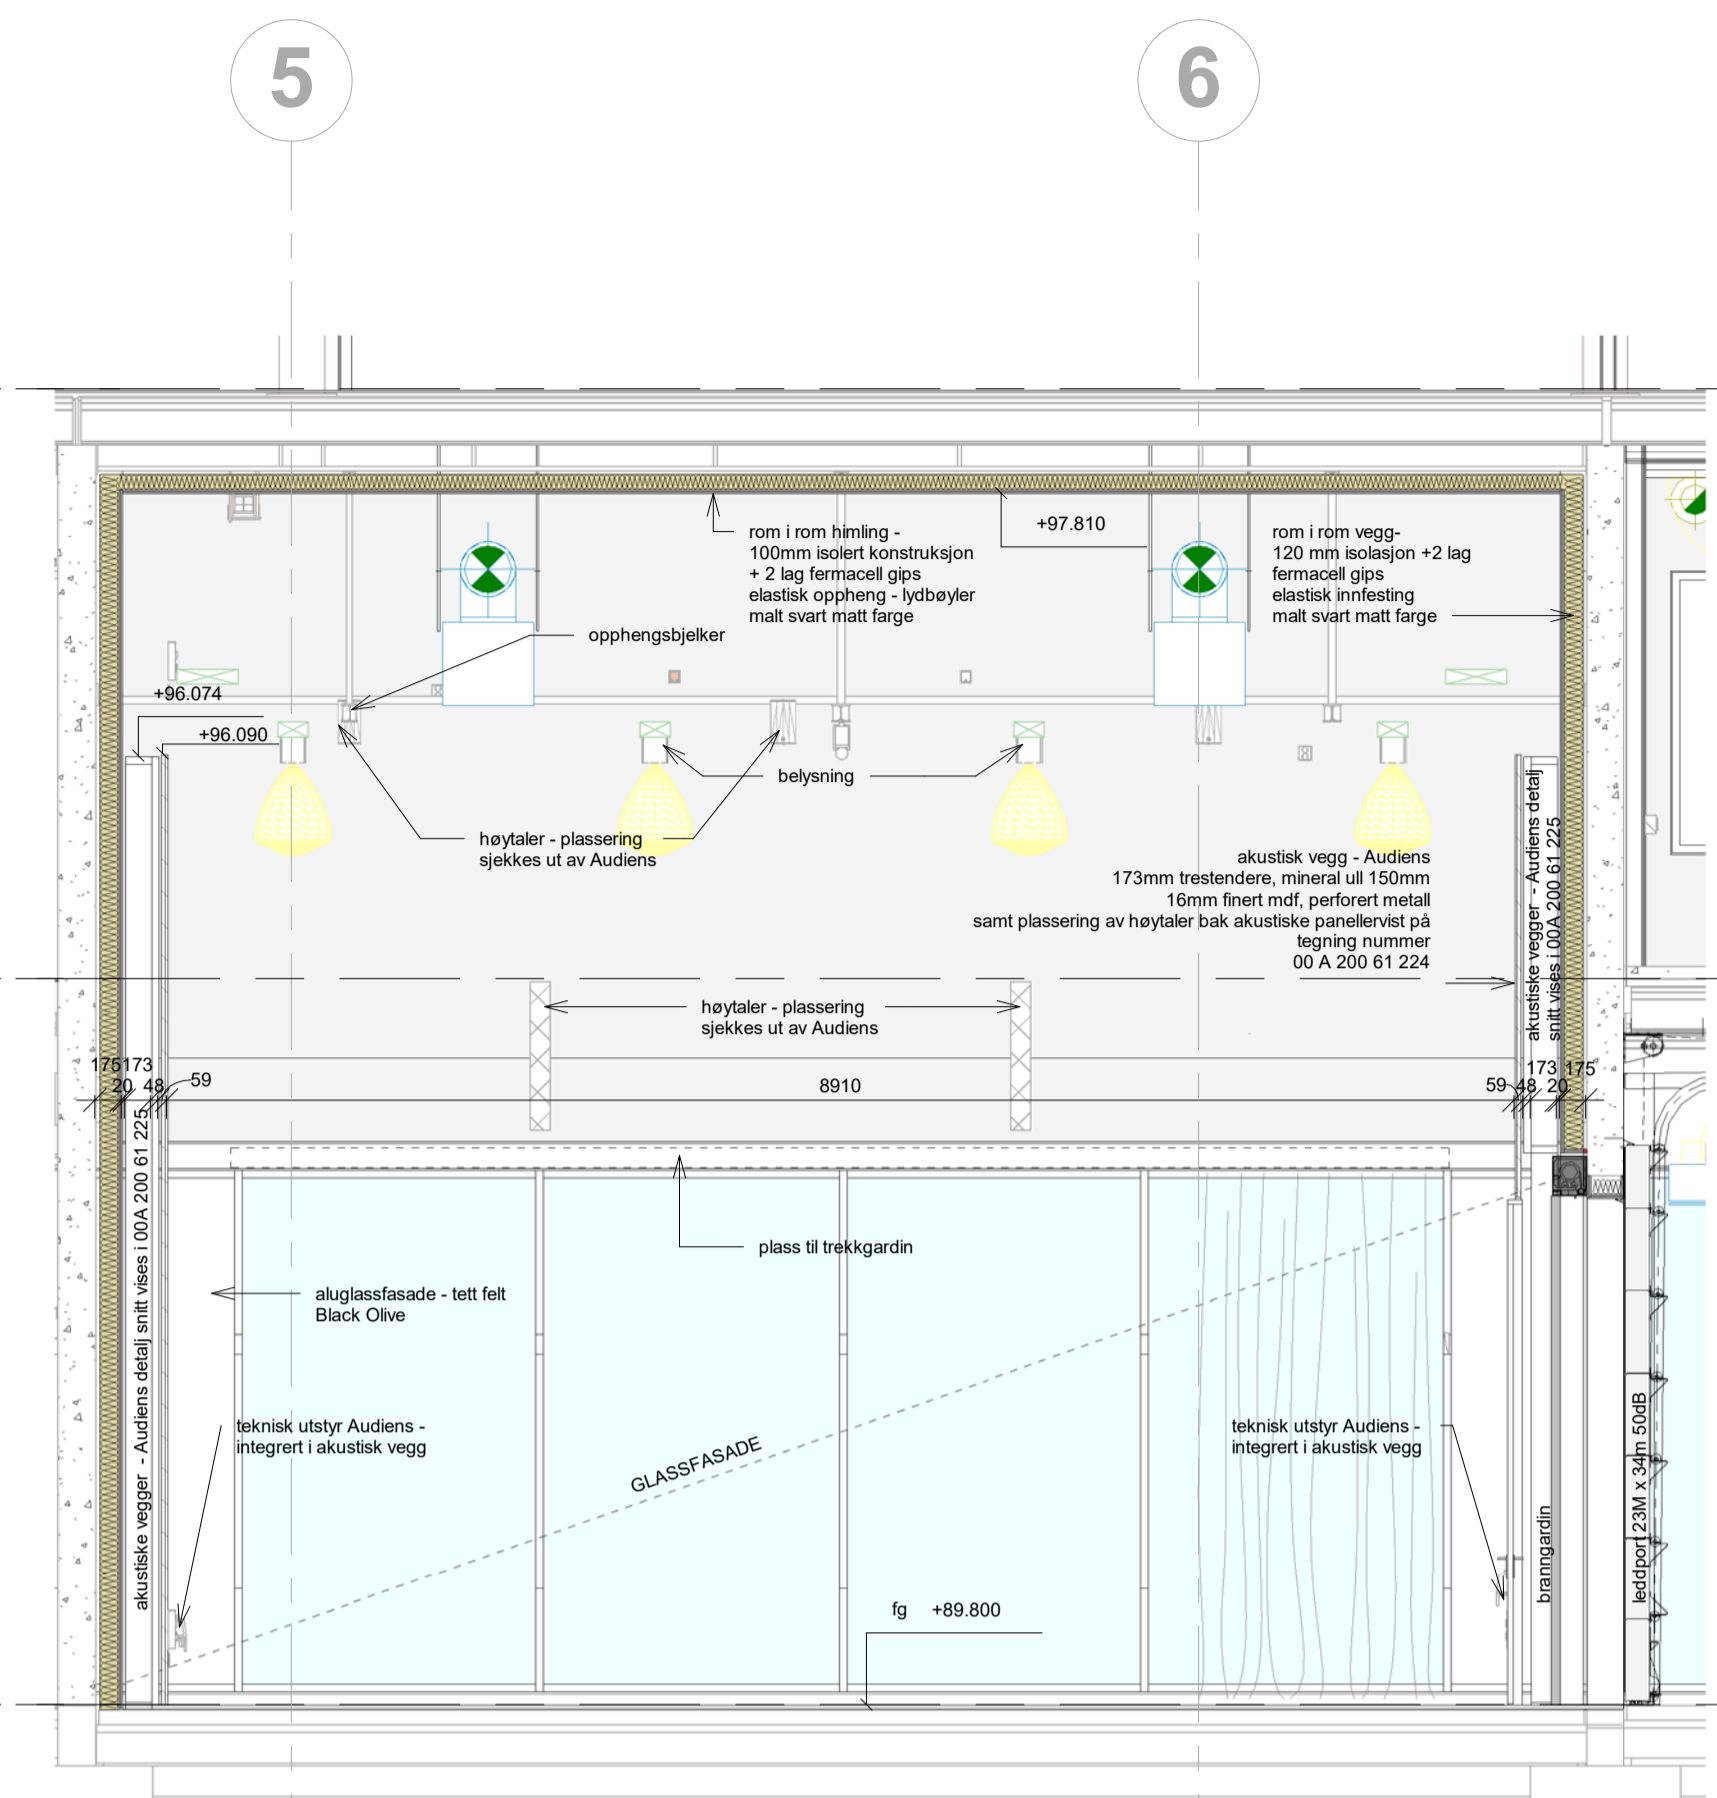 5
6
+97.810
rom i rom himling -
100mm isolert konstruksjon
+ 2 lag fermacell gips
elastisk oppheng - lydbøyler
malt svart matt farge
rom i rom vegg-
120 mm isolasjon +2 lag
fermacell gips
elastisk innfesting
malt svart matt farge
opphengsbjelker
+96.074
+96.090
belysning
høytaler - plassering
sjekkes ut av Audiens
akustisk vegg - Audiens
173mm trestendere, mineral ull 150mm
16mm finert mdf, perforert metall
samt plassering av høytaler bak akustiske panellervist på
tegning nummer
00 A 200 61 224
akustiske vegger - Audiens detalj
snitt vises i 00A 200 61 225
høytaler - plassering
sjekkes ut av Audiens
175 173
20 48 59
8910
59 48 20
173 175
akustiske vegger - Audiens detalj snitt vises i 00A 200 61 225
plass til trekkgardin
aluglassfasade - tett felt
Black Olive
teknisk utstyr Audiens -
integrert i akustisk vegg
GLASSFASADE
teknisk utstyr Audiens -
integrert i akustisk vegg
branngardin
leddport 23M x 34m 50dB
fg +89.800